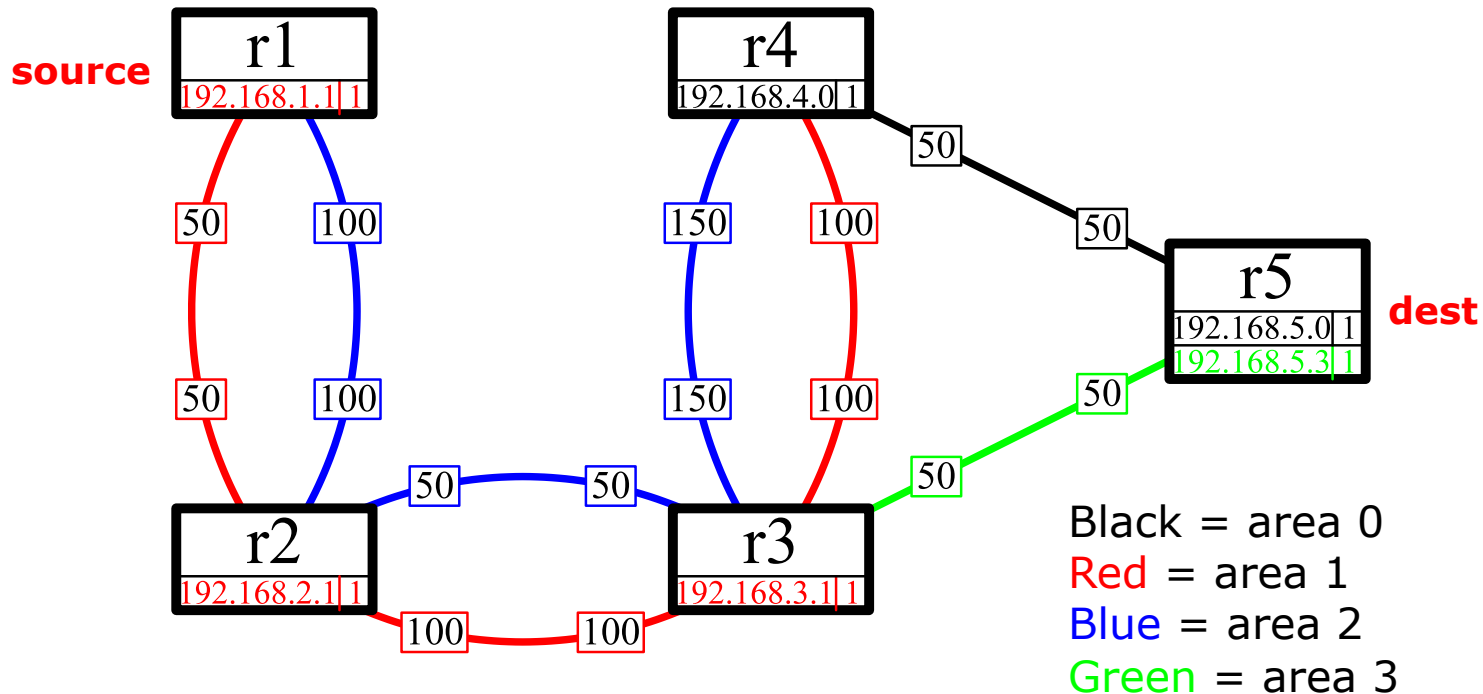 source
r1
192.168.1.1 1
r4
192.168.4.0 1
50
50
r5
192.168.5.0 1
192.168.5.3 1
dest
50
100
150
100
50
100
150
100
50
50
50
50
r2
192.168.2.1 1
r3
192.168.3.1 1
100
100
Black = area 0
Red = area 1
Blue = area 2
Green = area 3